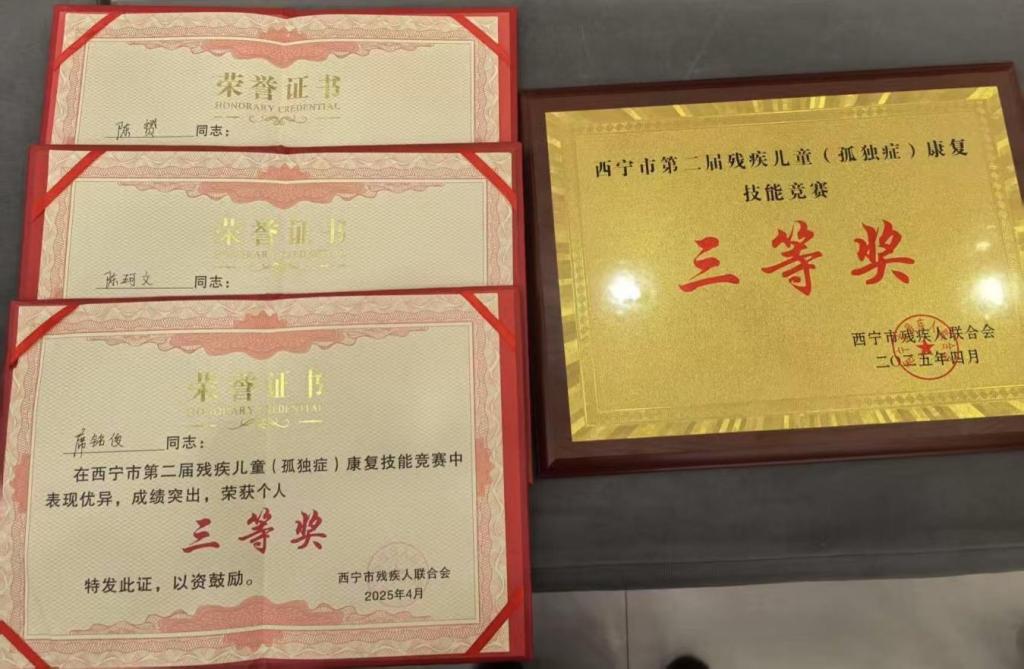 荣誉证书
HONORARY CREDENTIAL
陈赟 同志：
荣誉证书
HONORARY CREDENTIAL
陈珂文 同志：
荣誉证书
HONORARY CREDENTIAL
席铭俊 同志：
在西宁市第二届残疾儿童（孤独症）康复技能竞赛中
表现优异，成绩突出，荣获个人
三等奖
特发此证，以资鼓励。
西宁市残疾人联合会
2025年4月
西宁市第二届残疾儿童（孤独症）康复
技能竞赛
三等奖
西宁市残疾人联合会
二〇二五年四月